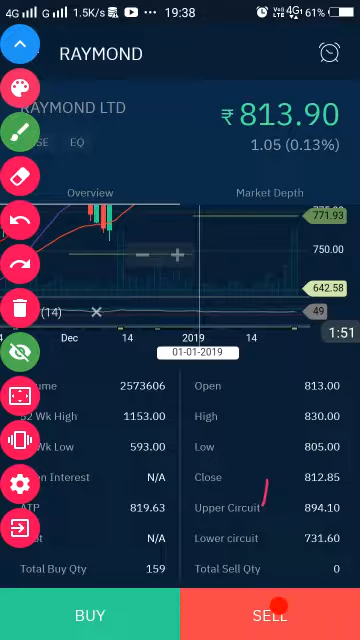 4G G 1.5K/s ... 19:38 VoLTE 4G 61%
RAYMOND
RAYMOND LTD ₹ 813.90
EQ 1.05 (0.13%)
Overview Market Depth
771.93
750.00
642.58
(14) 49
Dec 14 2019 14
1:51
01-01-2019
2573606 Open 813.00
Wk High 1153.00 High 830.00
Wk Low 593.00 Low 805.00
Interest N/A Close 812.85
819.63 Upper Circuit 894.10
N/A Lower circuit 731.60
Total Buy Qty 159 Total Sell Qty 0
BUY SELL